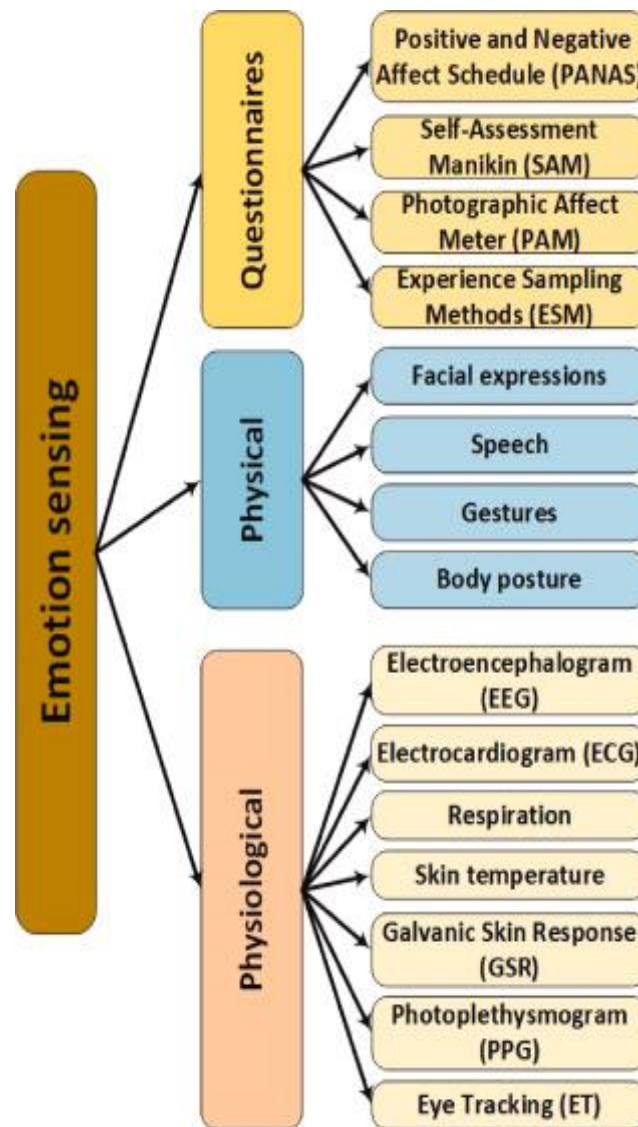 Emotion sensing
Questionnaires
Positive and Negative
Affect Schedule (PANAS)
Self-Assessment
Manikin (SAM)
Photographic Affect
Meter (PAM)
Experience Sampling
Methods (ESM)
Physical
Facial expressions
Speech
Gestures
Body posture
Physiological
Electroencephalogram
(EEG)
Electrocardiogram (ECG)
Respiration
Skin temperature
Galvanic Skin Response
(GSR)
Photoplethysmogram
(PPG)
Eye Tracking (ET)